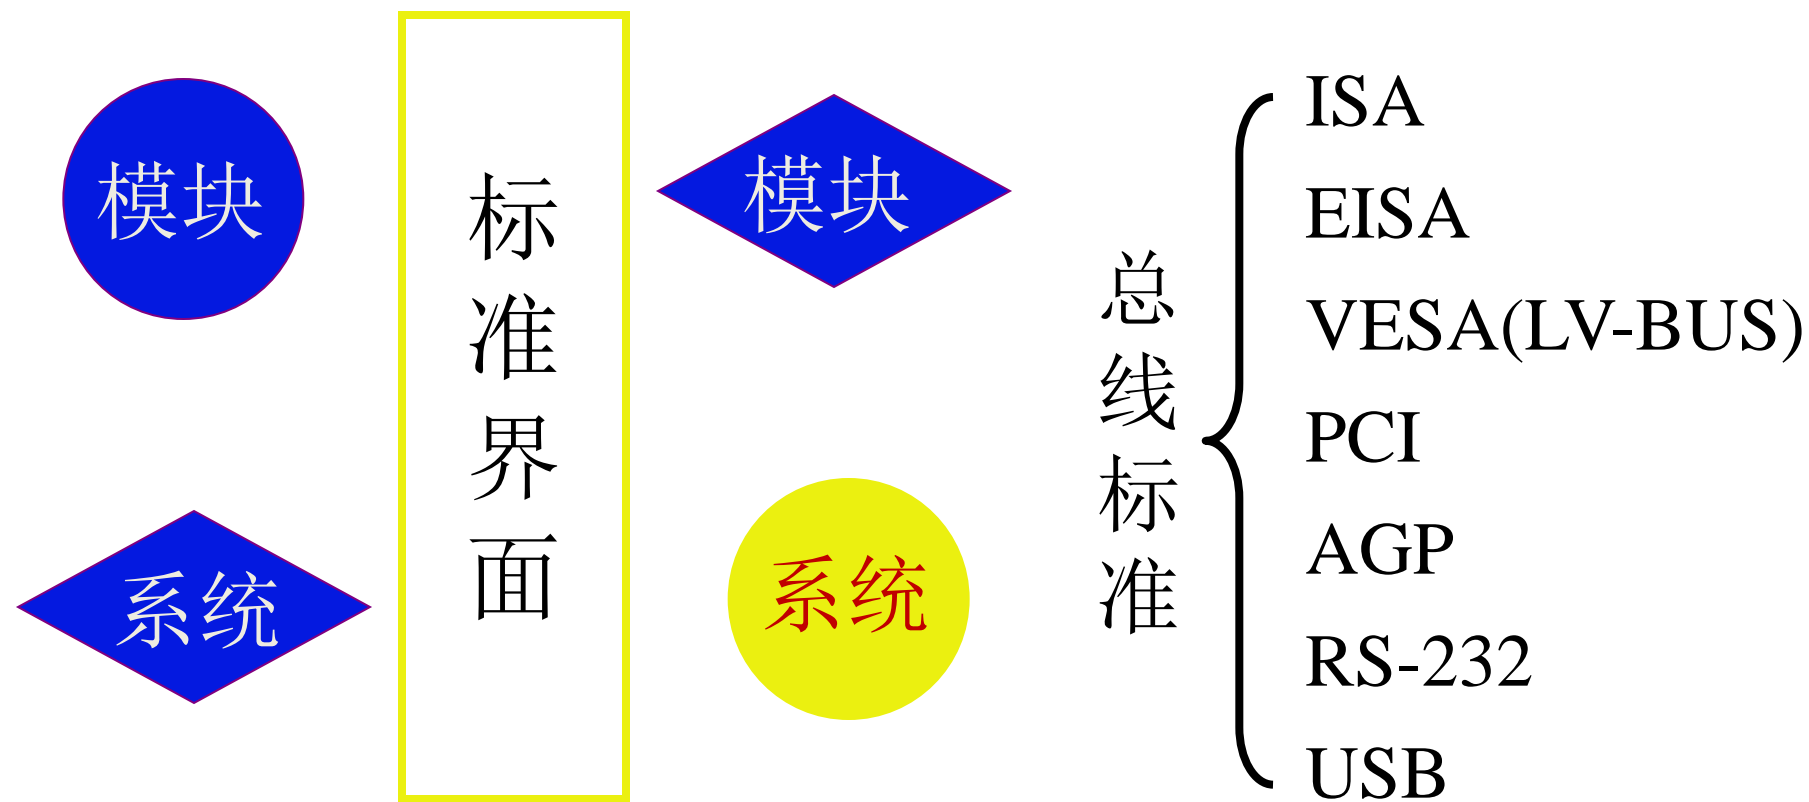 模块
系统
标准界面
模块
系统
总线标准
ISA
EISA
VESA(LV-BUS)
PCI
AGP
RS-232
USB